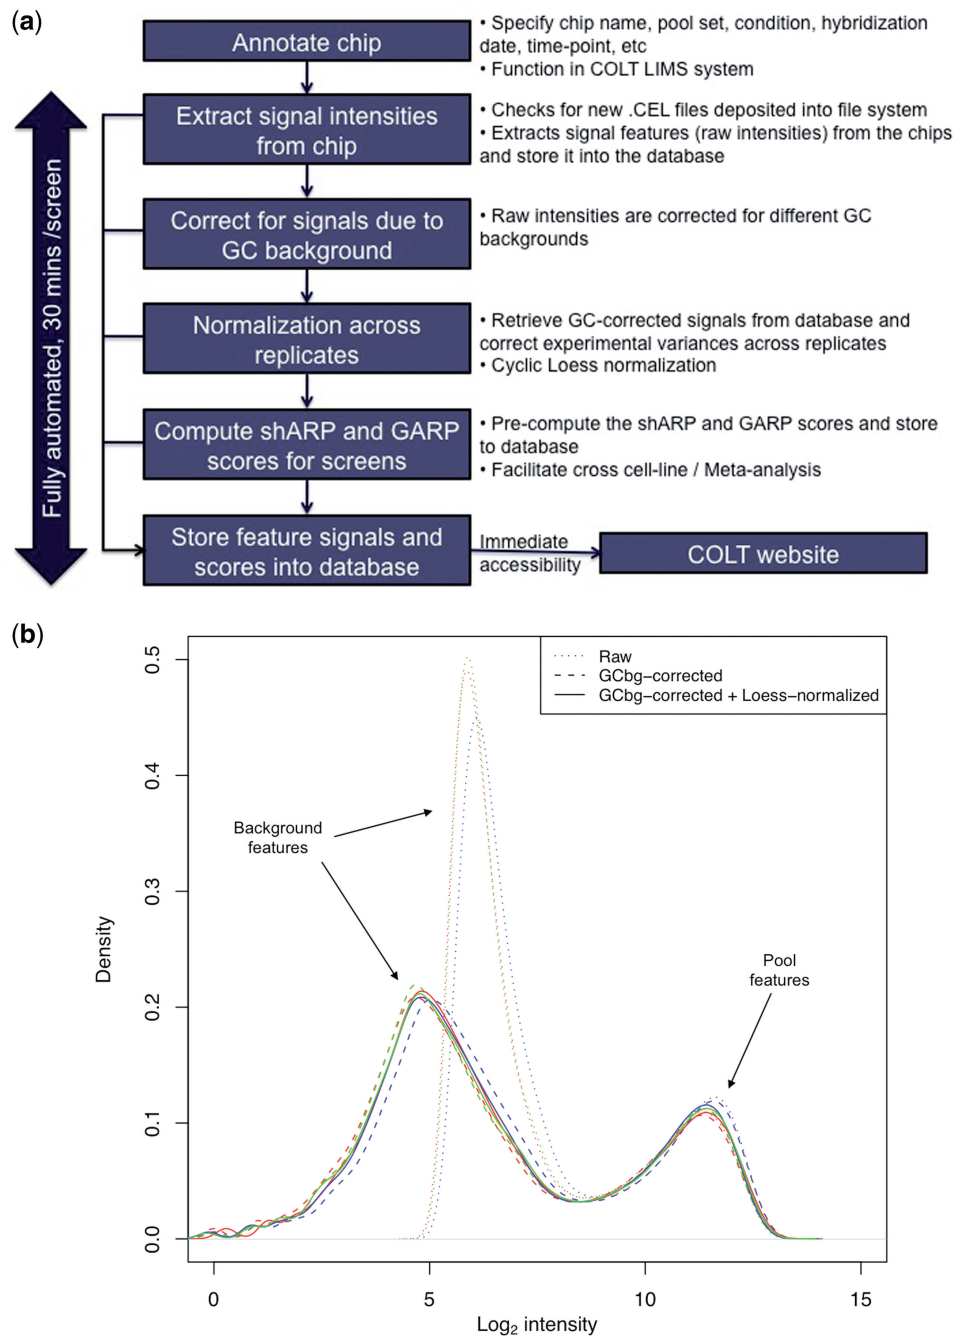 (a)
Annotate chip
• Specify chip name, pool set, condition, hybridization
date, time-point, etc
• Function in COLT LIMS system
Fully automated, 30 mins /screen
Extract signal intensities
from chip
• Checks for new .CEL files deposited into file system
• Extracts signal features (raw intensities) from the chips
and store it into the database
Correct for signals due to
GC background
• Raw intensities are corrected for different GC
backgrounds
Normalization across
replicates
• Retrieve GC-corrected signals from database and
correct experimental variances across replicates
• Cyclic Loess normalization
Compute shARP and GARP
scores for screens
• Pre-compute the shARP and GARP scores and store
to database
• Facilitate cross cell-line / Meta-analysis
Store feature signals and
scores into database
Immediate
accessibility
COLT website
(b)
Raw
GCbg−corrected
GCbg−corrected + Loess−normalized
Background
features
Pool
features
Density
0.5
0.4
0.3
0.2
0.1
0.0
0
5
10
15
Log2 intensity